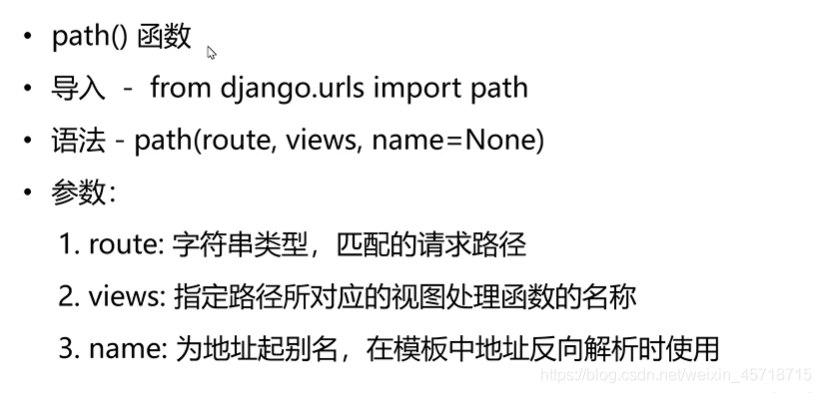 • path() 函数
• 导入 - from django.urls import path
• 语法 - path(route, views, name=None)
• 参数：
1. route: 字符串类型，匹配的请求路径
2. views: 指定路径所对应的视图处理函数的名称
3. name: 为地址起别名，在模板中地址反向解析时使用
https://blog.csdn.net/weixin_45718715